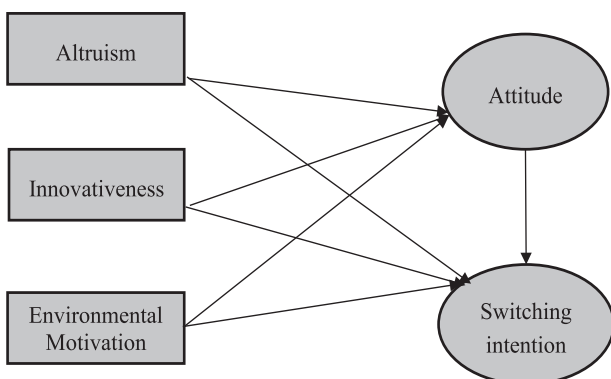 Altruism
Attitude
Innovativeness
Environmental
Motivation
Switching
intention